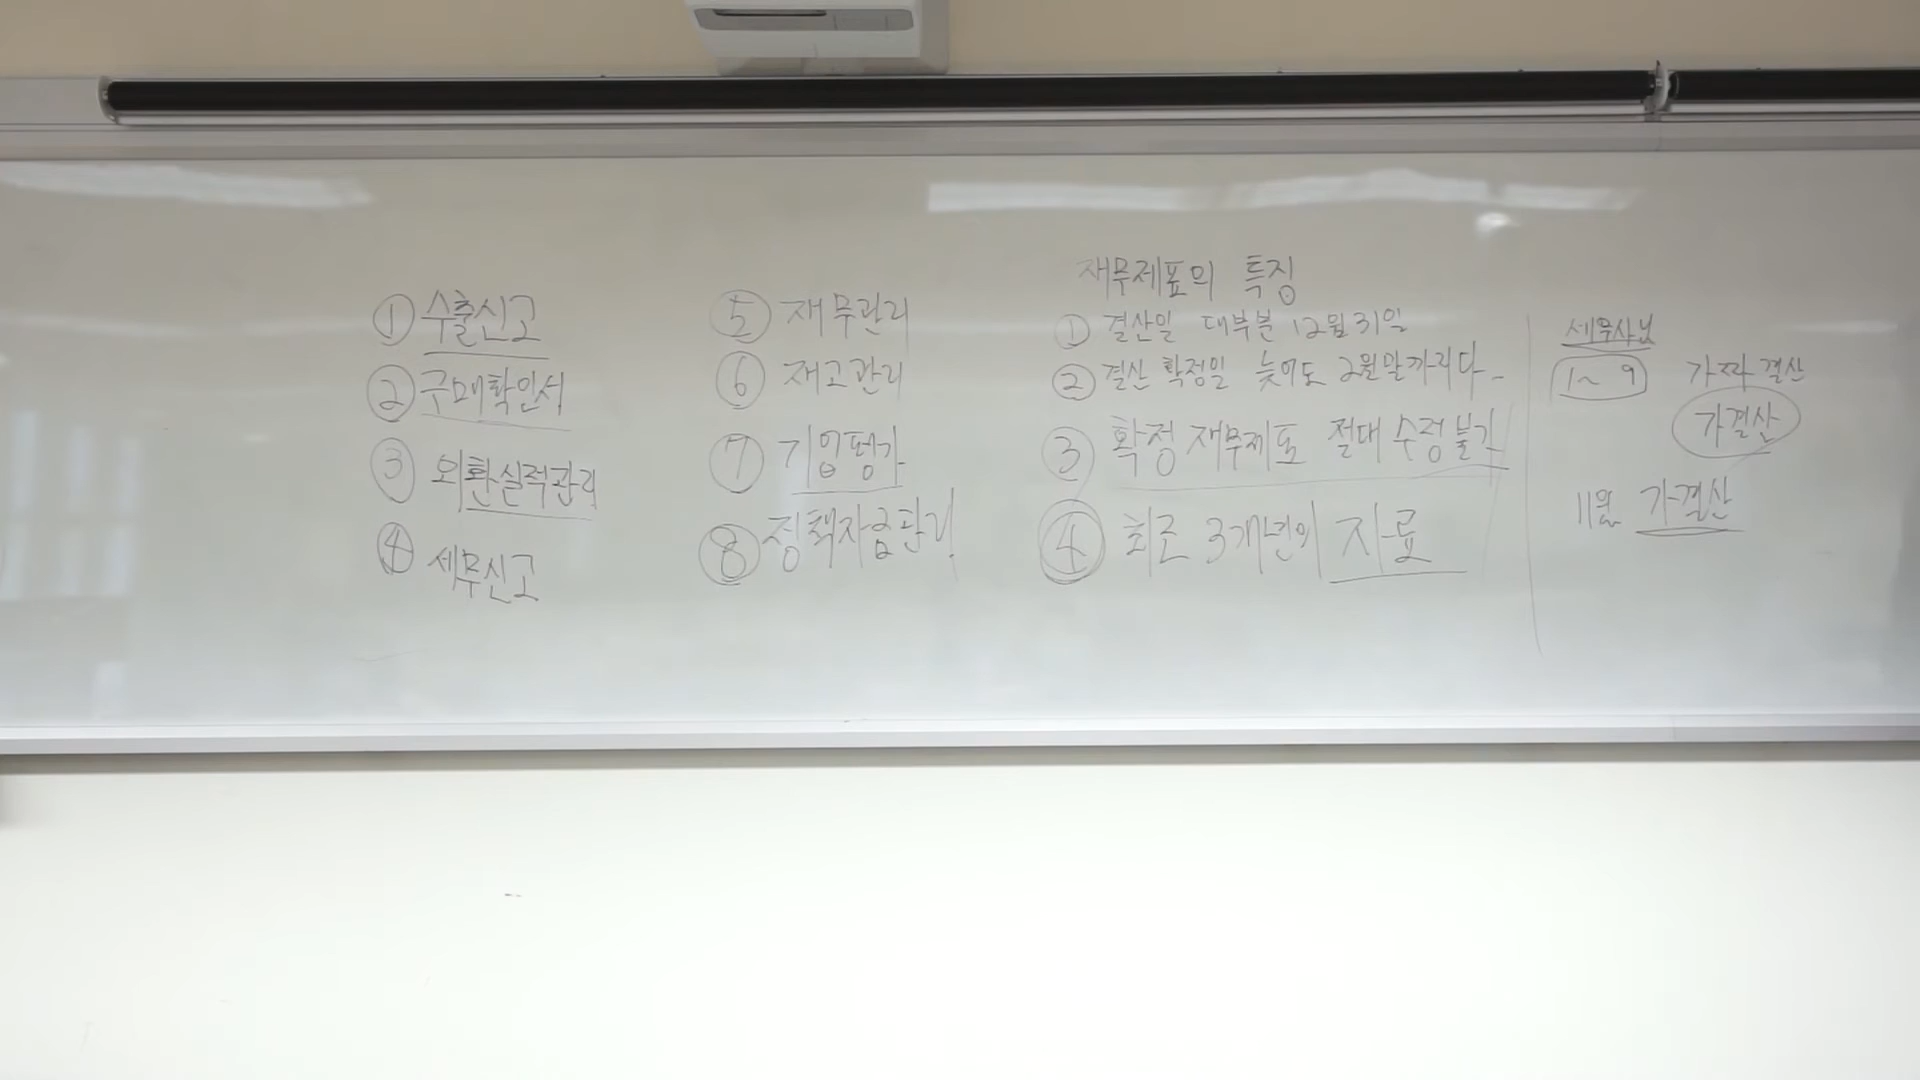 ① 수출신고
② 구매확인서
③ 외환실적관리
④ 세무신고
⑤ 재무관리
⑥ 재고관리
⑦ 기업평가
⑧ 정책자금관리
재무제표의 특징
① 결산일 대부분 12월 31일
② 결산 확정일 늦어도 2월말까지다
③ 확정 재무제표 절대 수정 불가
④ 최근 3개년의 자료
세무사님
1~9
가짜 결산
가결산
11월 가결산